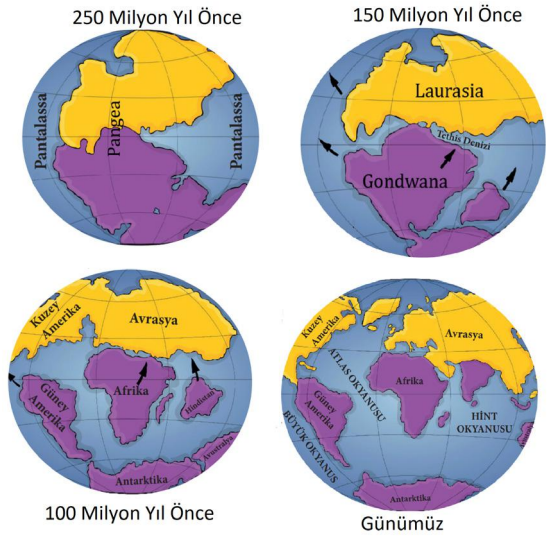 250 Milyon Yıl Önce
Pantalassa
Pangea
Pantalassa
150 Milyon Yıl Önce
Laurasia
Tethis Denizi
Gondwana
Kuzey
Amerika
Avrasya
Güney
Amerika
Afrika
Hindistan
Avustralya
Antarktika
100 Milyon Yıl Önce
Kuzey
Amerika
Avrasya
ATLAS OKYANUSU
Afrika
Güney
Amerika
HİNT
OKYANUSU
BÜYÜK OKYANUS
Antarktika
Günümüz